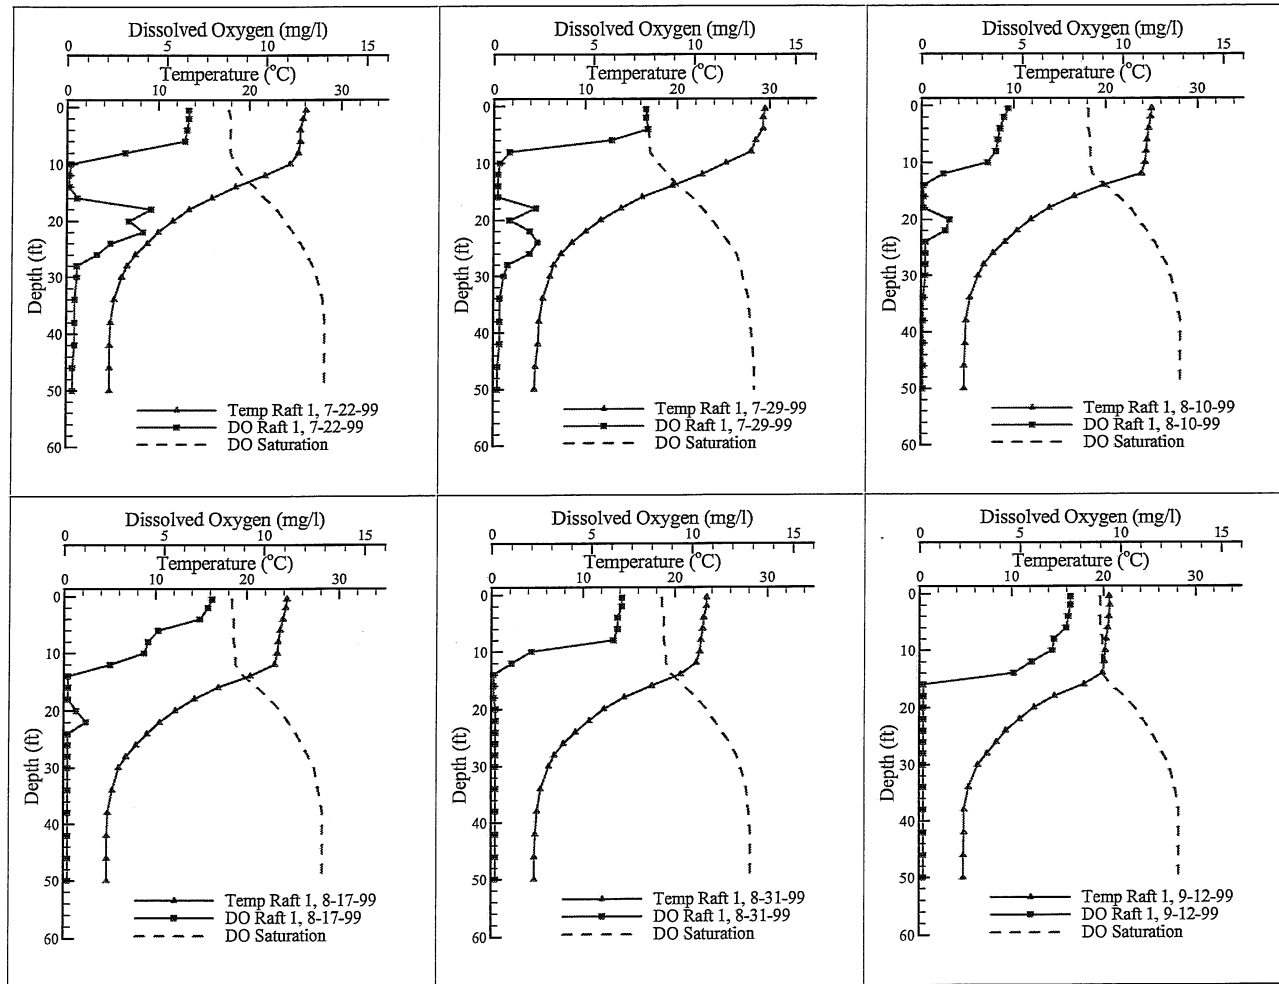 Dissolved Oxygen (mg/l)
0 5 10 15
Temperature (°C)
0 10 20 30
0
10
20
30
40
50
60
Depth (ft)
Temp Raft 1, 7-22-99
DO Raft 1, 7-22-99
DO Saturation
Dissolved Oxygen (mg/l)
0 5 10 15
Temperature (°C)
0 10 20 30
0
10
20
30
40
50
60
Depth (ft)
Temp Raft 1, 7-29-99
DO Raft 1, 7-29-99
DO Saturation
Dissolved Oxygen (mg/l)
0 5 10 15
Temperature (°C)
0 10 20 30
0
10
20
30
40
50
60
Depth (ft)
Temp Raft 1, 8-10-99
DO Raft 1, 8-10-99
DO Saturation
Dissolved Oxygen (mg/l)
0 5 10 15
Temperature (°C)
0 10 20 30
0
10
20
30
40
50
60
Depth (ft)
Temp Raft 1, 8-17-99
DO Raft 1, 8-17-99
DO Saturation
Dissolved Oxygen (mg/l)
0 5 10 15
Temperature (°C)
0 10 20 30
0
10
20
30
40
50
60
Depth (ft)
Temp Raft 1, 8-31-99
DO Raft 1, 8-31-99
DO Saturation
Dissolved Oxygen (mg/l)
0 5 10 15
Temperature (°C)
0 10 20 30
0
10
20
30
40
50
60
Depth (ft)
Temp Raft 1, 9-12-99
DO Raft 1, 9-12-99
DO Saturation